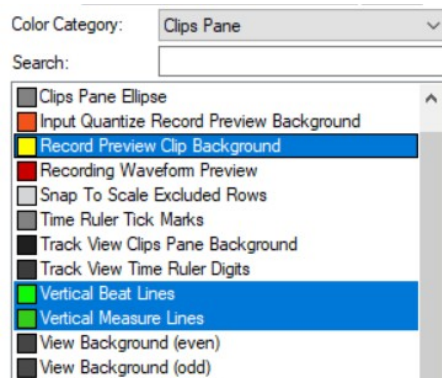 Color Category: Clips Pane
Search:
Clips Pane Ellipse
Input Quantize Record Preview Background
Record Preview Clip Background
Recording Waveform Preview
Snap To Scale Excluded Rows
Time Ruler Tick Marks
Track View Clips Pane Background
Track View Time Ruler Digits
Vertical Beat Lines
Vertical Measure Lines
View Background (even)
View Background (odd)